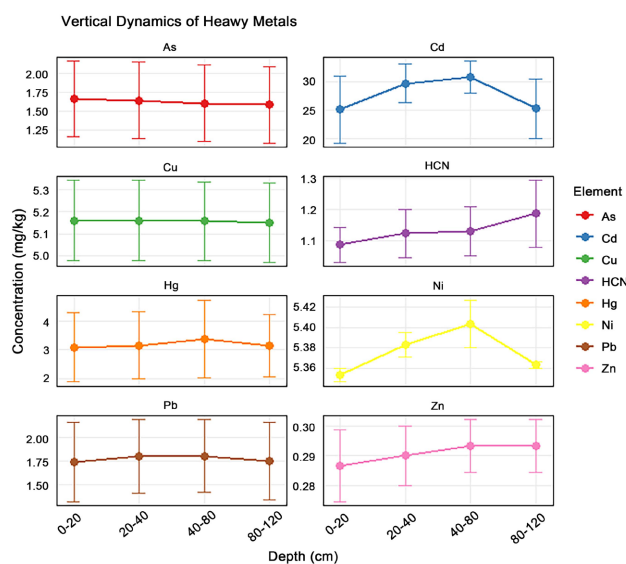 Vertical Dynamics of Heawy Metals
As
2.00
1.75
1.50
1.25
Cd
30
20
Cu
5.3
5.2
5.1
5.0
HCN
1.3
1.2
1.1
Hg
4
3
2
Ni
5.42
5.40
5.38
5.36
Pb
2.00
1.75
1.50
Zn
0.30
0.29
0.28
0-20
20-40
40-80
80-120
0-20
20-40
40-80
80-120
Concentration (mg/kg)
Depth (cm)
Element
As
Cd
Cu
HCN
Hg
Ni
Pb
Zn